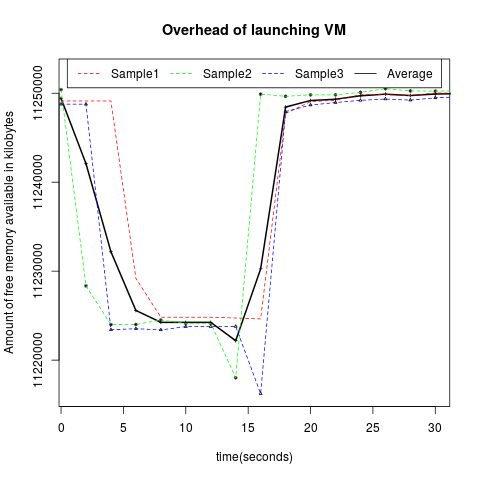 Overhead of launching VM
Sample1 Sample2 Sample3 Average
Amount of free memory available in kilobytes
11250000
11240000
11230000
11220000
0 5 10 15 20 25 30
time(seconds)